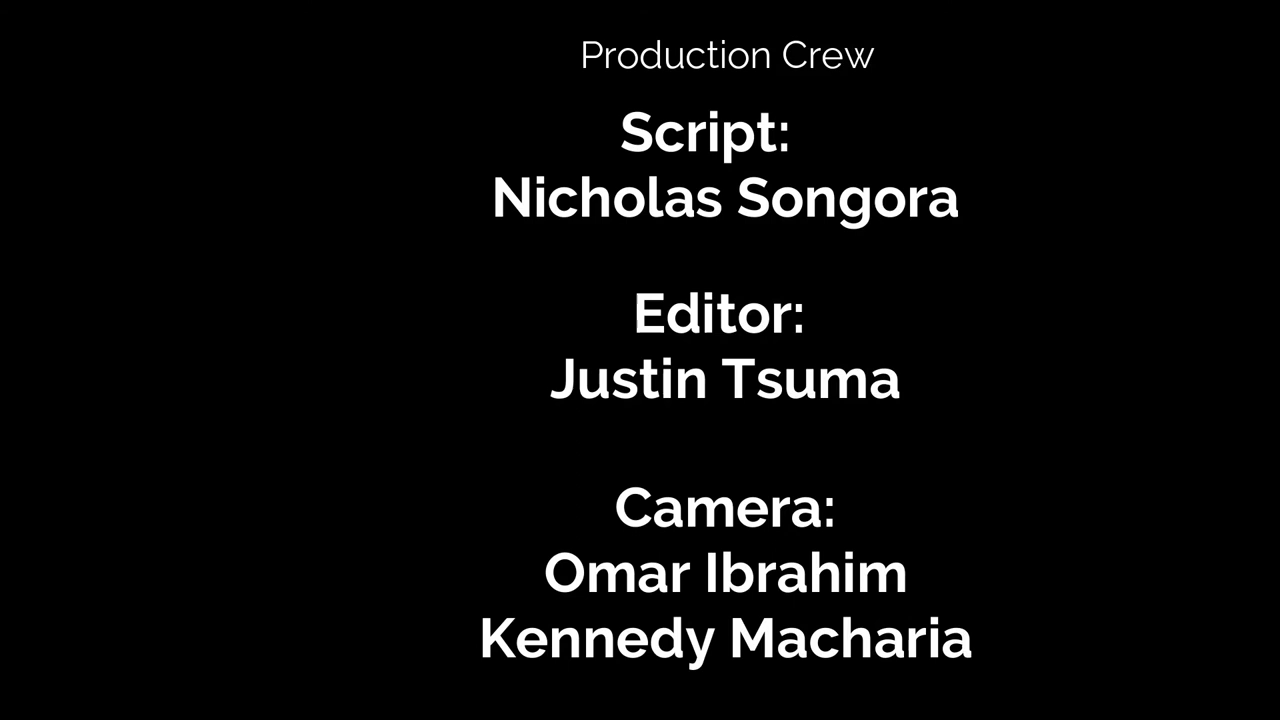 Production Crew
Script:
Nicholas Songora
Editor:
Justin Tsuma
Camera:
Omar Ibrahim
Kennedy Macharia